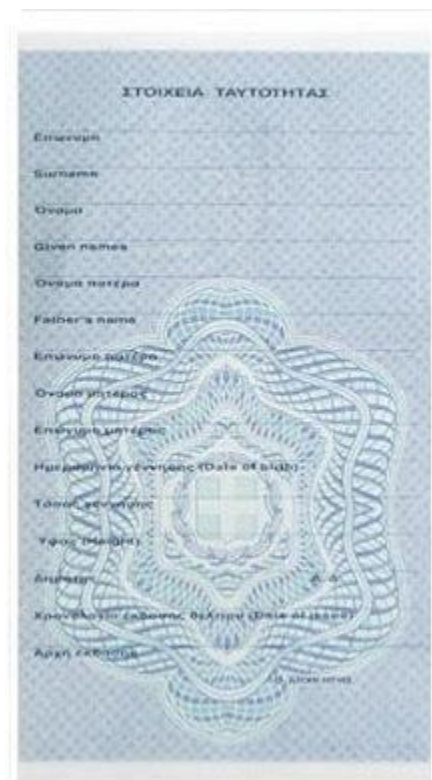 ΣΤΟΙΧΕΙΑ ΤΑΥΤΟΤΗΤΑΣ
Επώνυμο
Surname
Όνομα
Given names
Όνομα πατέρα
Father's name
Επώνυμο πατέρα
Όνομα μητέρας
Επώνυμο μητέρας
Ημερομηνία γέννησης (Date of birth)
Τόπος γέννησης
Ύψος (Height)
Χρονολογία έκδοσης δελτίου (Date of issue)
Αρχή έκδοσης